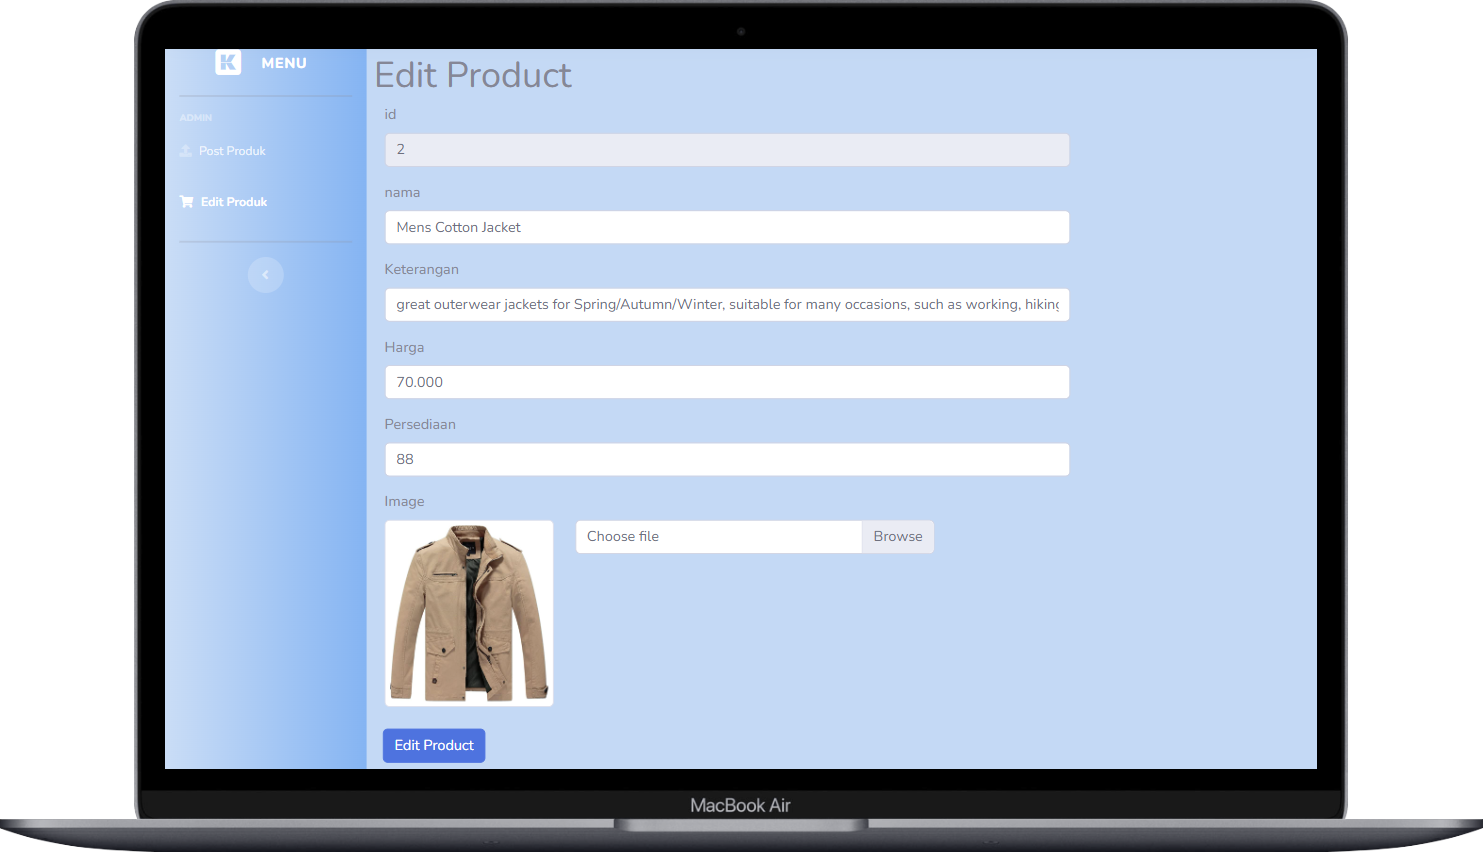 K MENU
ADMIN
Post Produk
Edit Produk
Edit Product
id
2
nama
Mens Cotton Jacket
Keterangan
great outerwear jackets for Spring/Autumn/Winter, suitable for many occasions, such as working, hiking
Harga
70.000
Persediaan
88
Image
Choose file Browse
Edit Product
MacBook Air